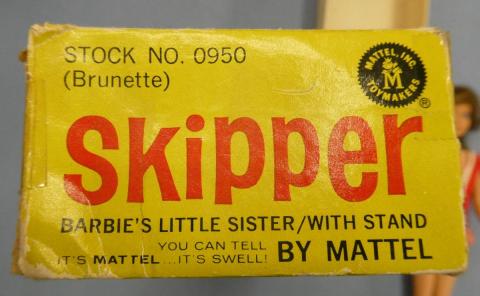 STOCK NO. 0950
(Brunette)
MATTEL, INC.
M
TOYMAKERS
®
Skipper
BARBIE'S LITTLE SISTER/WITH STAND
YOU CAN TELL
IT'S MATTEL...IT'S SWELL! BY MATTEL